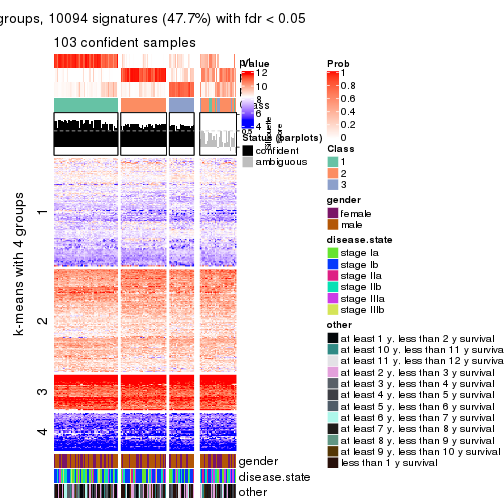 groups, 10094 signatures (47.7%) with fdr < 0.05
103 confident samples
k-means with 4 groups
1
2
3
4
Value
12
10
8
6
4
Silhouette
score
Status (barplots)
confident
ambiguous
Prob
1
0.8
0.6
0.4
0.2
0
Class
1
2
3
gender
female
male
disease.state
stage Ia
stage Ib
stage IIa
stage IIb
stage IIIa
stage IIIb
other
at least 1 y. less than 2 y survival
at least 10 y. less than 11 y surviva
at least 11 y. less than 12 y surviva
at least 2 y. less than 3 y survival
at least 3 y. less than 4 y survival
at least 4 y. less than 5 y survival
at least 5 y. less than 6 y survival
at least 6 y. less than 7 y survival
at least 7 y. less than 8 y survival
at least 8 y. less than 9 y survival
at least 9 y. less than 10 y survival
less than 1 y survival
gender
disease.state
other